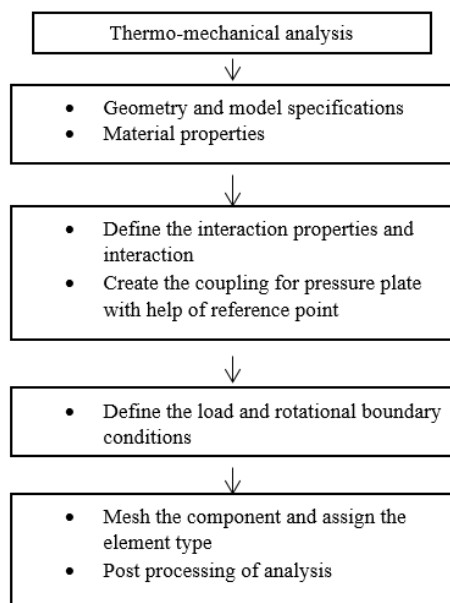 Thermo-mechanical analysis
• Geometry and model specifications
• Material properties
• Define the interaction properties and
interaction
• Create the coupling for pressure plate
with help of reference point
• Define the load and rotational boundary
conditions
• Mesh the component and assign the
element type
• Post processing of analysis